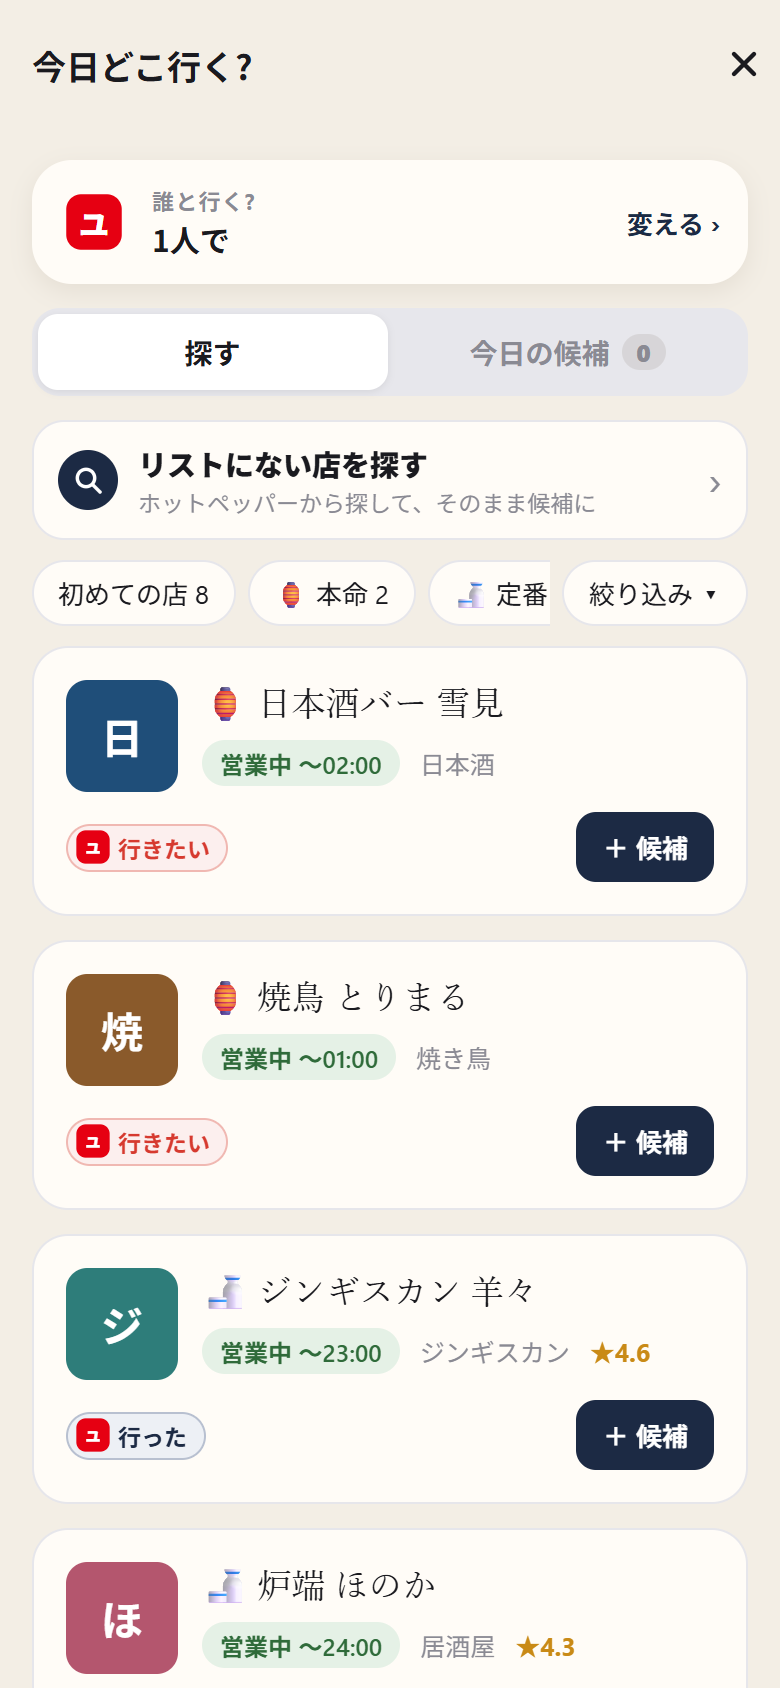 今日どこ行く?
✕
ユ
誰と行く?
1人で
変える ›
探す
今日の候補 0
リストにない店を探す
ホットペッパーから探して、そのまま候補に
›
初めての店 8
🏮 本命 2
🍶 定番
絞り込み ▼
日
🏮 日本酒バー 雪見
営業中 〜02:00 日本酒
ユ 行きたい
＋ 候補
焼
🏮 焼鳥 とりまる
営業中 〜01:00 焼き鳥
ユ 行きたい
＋ 候補
ジ
🍶 ジンギスカン 羊々
営業中 〜23:00 ジンギスカン ★4.6
ユ 行った
＋ 候補
ほ
🍶 炉端 ほのか
営業中 〜24:00 居酒屋 ★4.3